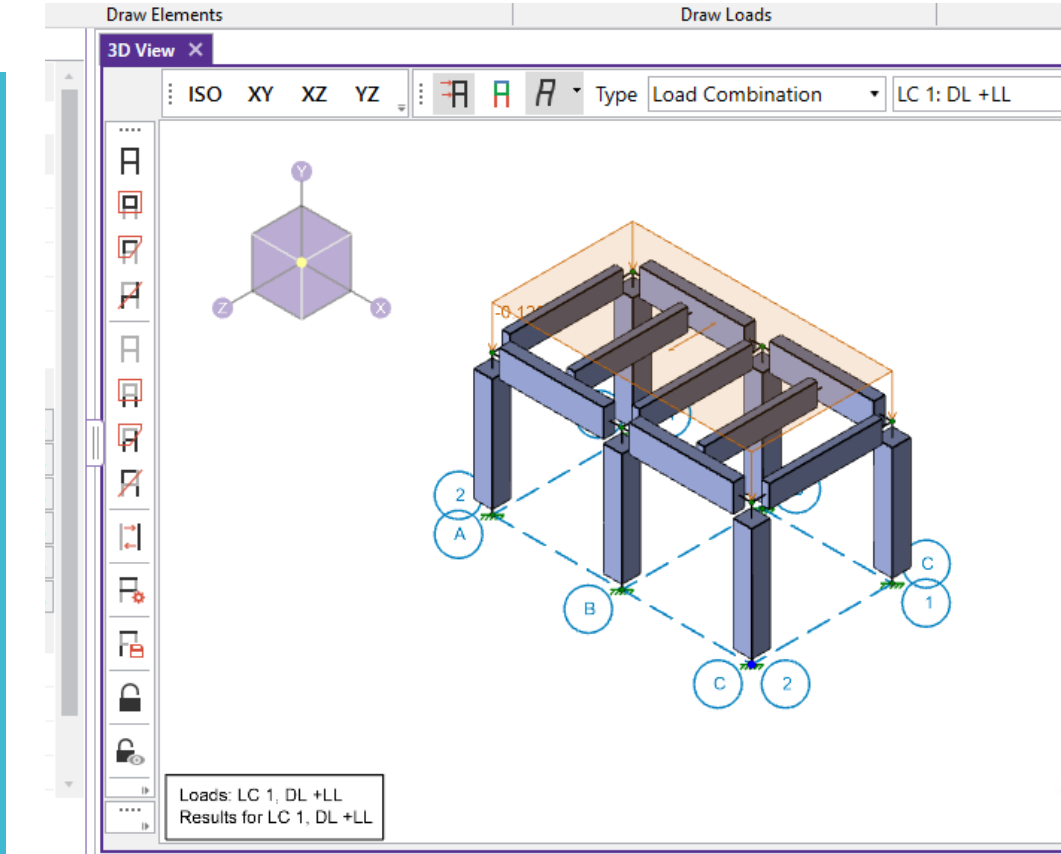 Draw Elements
Draw Loads
3D View
ISO XY XZ YZ
Type Load Combination LC 1: DL +LL
Y
Z
X
2
A
B
C
1
C
2
Loads: LC 1, DL +LL
Results for LC 1, DL +LL